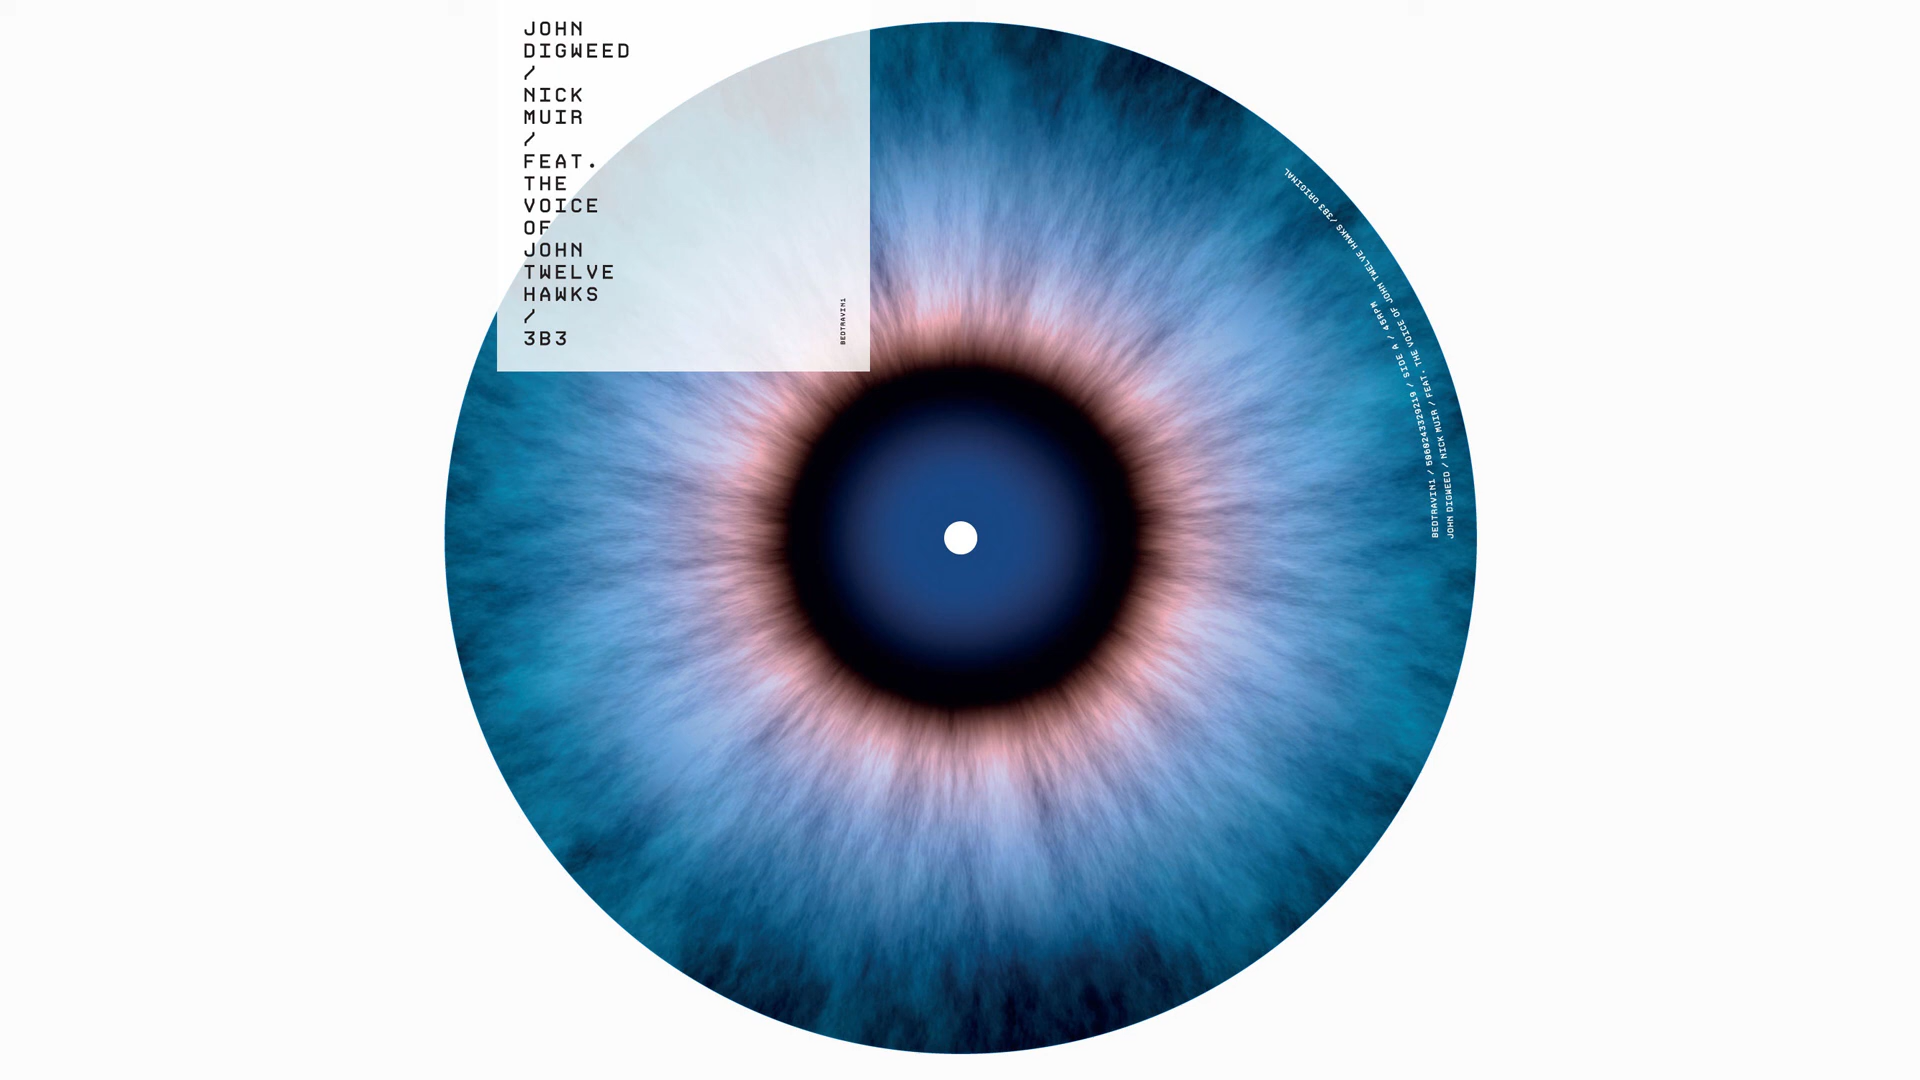 JOHN
DIGWEED
/
NICK
MUIR
/
FEAT.
THE
VOICE
OF
JOHN
TWELVE
HAWKS
/
3B3
BEDTRAVIN1
BEDTRAVIN1 / 5060243329219 / SIDE A / 45RPM
JOHN DIGWEED / NICK MUIR / FEAT. THE VOICE OF JOHN TWELVE HAWKS /3B3 ORIGINAL